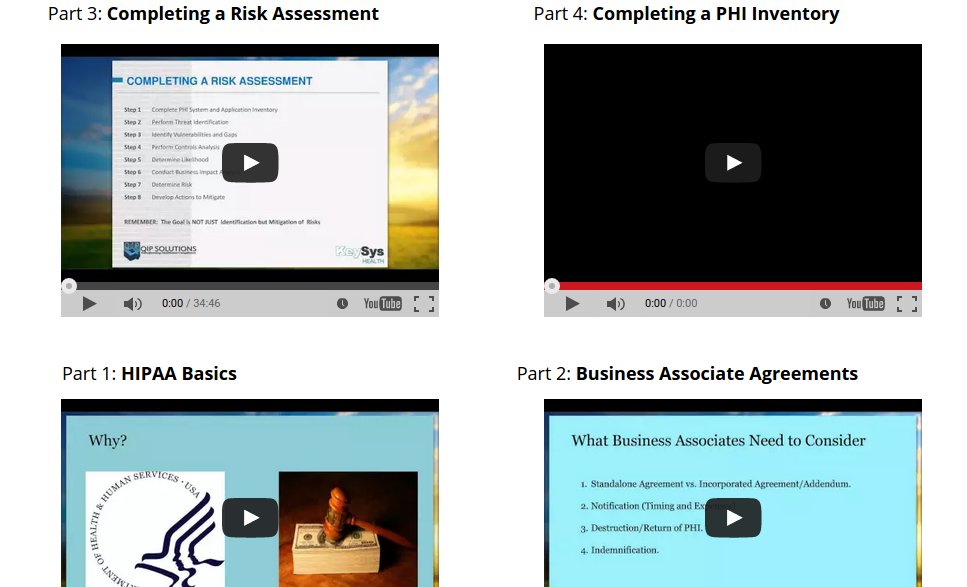 Part 3: Completing a Risk Assessment
Part 4: Completing a PHI Inventory
COMPLETING A RISK ASSESSMENT
Step 1 Complete PHI System and Application Inventory
Step 2 Perform Threat Identification
Step 3 Identify Vulnerabilities and Gaps
Step 4 Perform Controls Analysis
Step 5 Determine Likelihood
Step 6 Conduct Business Impact
Step 7 Determine Risk
Step 8 Develop Actions to Mitigate
REMEMBER: The Goal is NOT JUST Identification but Mitigation of Risks
QIP SOLUTIONS
KeySys
HEALTH
0:00 / 34:46
YouTube
0:00 / 0:00
YouTube
Part 1: HIPAA Basics
Part 2: Business Associate Agreements
Why?
DEPARTMENT OF HEALTH & HUMAN SERVICES · USA
What Business Associates Need to Consider
1. Standalone Agreement vs. Incorporated Agreement/Addendum.
2. Notification (Timing and
3. Destruction/Return of PHI.
4. Indemnification.